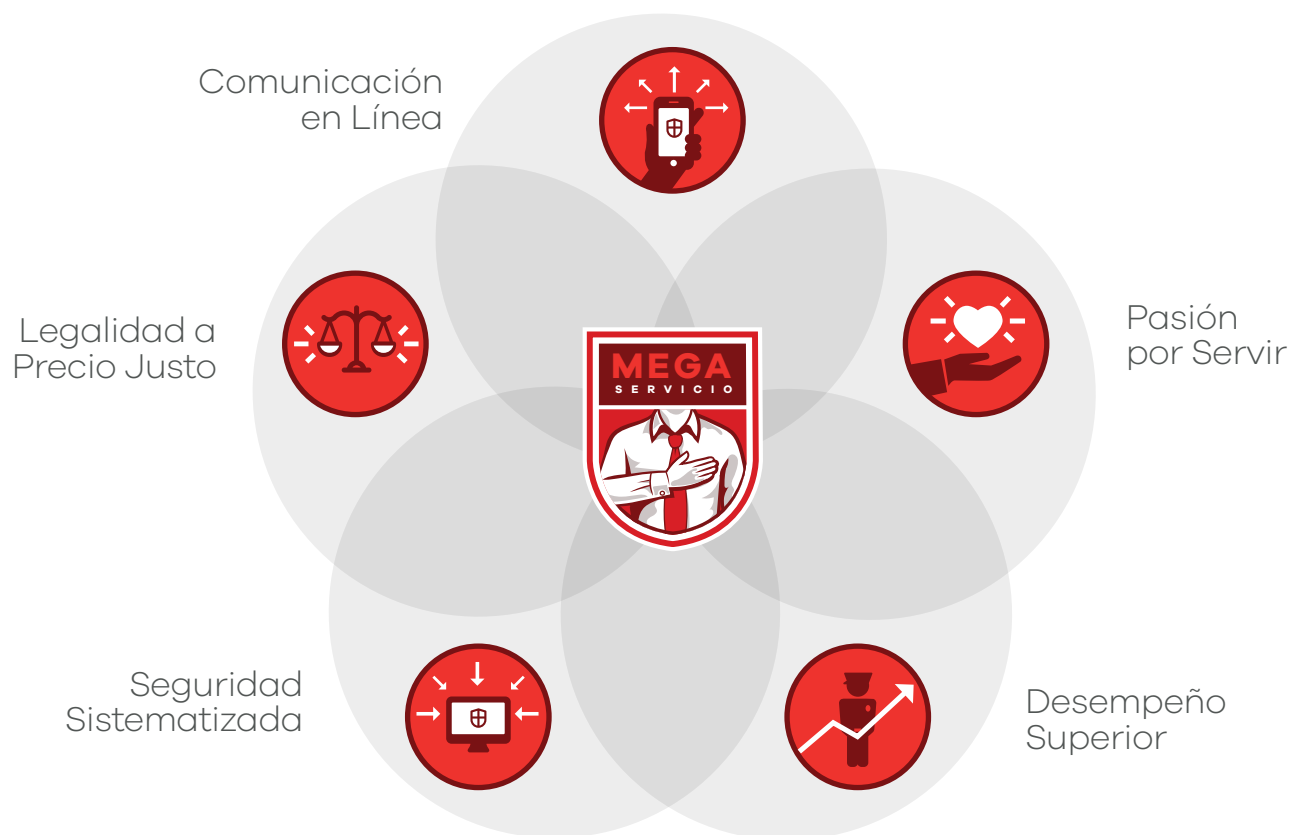 Comunicación
en Línea
Legalidad a
Precio Justo
Pasión
por Servir
MEGA
SERVICIO
Seguridad
Sistematizada
Desempeño
Superior